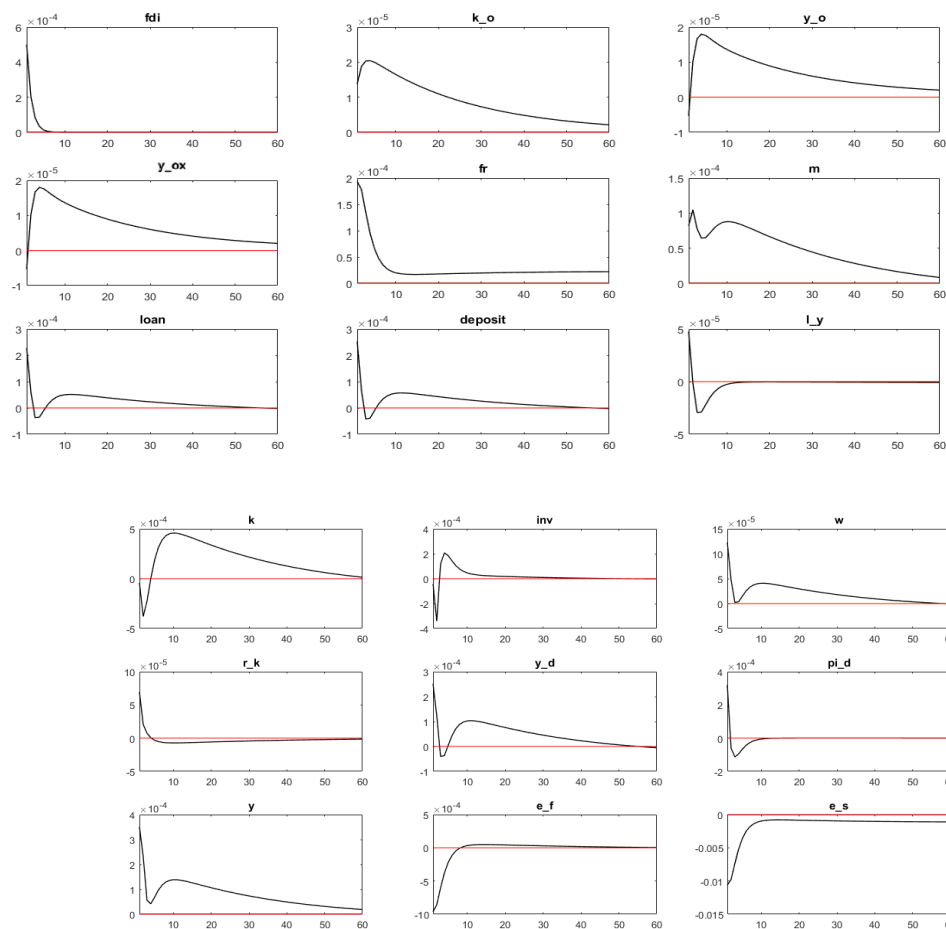 fdi k_o y_o
×10⁻⁴ ×10⁻⁵ ×10⁻⁵
6 3 2
4 2 1
2 1 0
0 0 -1
10 20 30 40 50 60 10 20 30 40 50 60 10 20 30 40 50 60
y_ox fr m
×10⁻⁵ ×10⁻⁴ ×10⁻⁴
2 2 1.5
1 1.5 1
0 1 0.5
-1 0.5 0
0
10 20 30 40 50 60 10 20 30 40 50 60 10 20 30 40 50 60
loan deposit l_y
×10⁻⁴ ×10⁻⁴ ×10⁻⁵
3 3 5
2 2 0
1 1 -5
0 0
-1 -1
10 20 30 40 50 60 10 20 30 40 50 60 10 20 30 40 50 60
k inv w
×10⁻⁴ ×10⁻⁴ ×10⁻⁵
5 4 15
0 2 10
-5 0 5
-2 0
-4 -5
10 20 30 40 50 60 10 20 30 40 50 60 10 20 30 40 50 60
r_k y_d pi_d
×10⁻⁵ ×10⁻⁴ ×10⁻⁴
10 3 4
5 2 2
0 1 0
-5 0 -2
-1
10 20 30 40 50 60 10 20 30 40 50 60 10 20 30 40 50 60
y e_f e_s
×10⁻⁴ ×10⁻⁴
4 5 0
3 0 -0.005
2 -5 -0.01
1 -10 -0.015
0
10 20 30 40 50 60 10 20 30 40 50 60 10 20 30 40 50 60